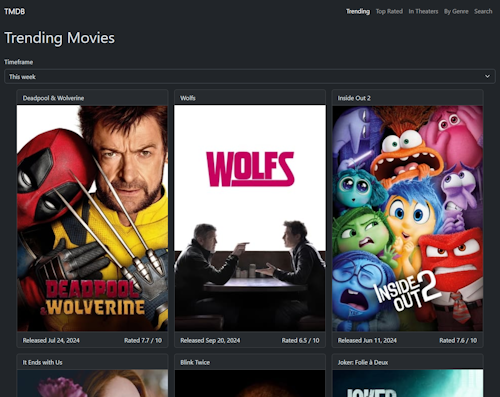 TMDB
Trending Top Rated In Theaters By Genre Search
Trending Movies
Timeframe
This week
Deadpool & Wolverine
Wolfs
Inside Out 2
DEADPOOL
& WOLVERINE
WOLFS
INSIDE
OUT 2
Released Jul 24, 2024 Rated 7.7 / 10
Released Sep 20, 2024 Rated 6.5 / 10
Released Jun 11, 2024 Rated 7.6 / 10
It Ends with Us
Blink Twice
Joker: Folie à Deux
JOKER